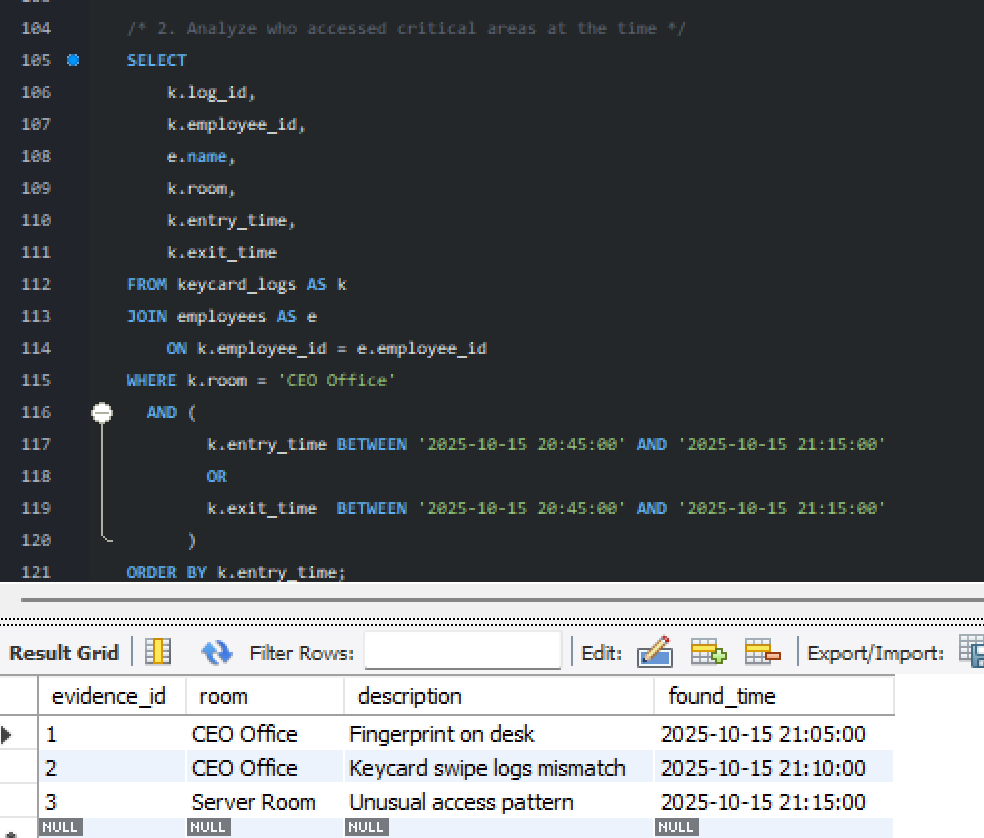 104 /* 2. Analyze who accessed critical areas at the time */
105 SELECT
106 k.log_id,
107 k.employee_id,
108 e.name,
109 k.room,
110 k.entry_time,
111 k.exit_time
112 FROM keycard_logs AS k
113 JOIN employees AS e
114 ON k.employee_id = e.employee_id
115 WHERE k.room = 'CEO Office'
116 AND (
117 k.entry_time BETWEEN '2025-10-15 20:45:00' AND '2025-10-15 21:15:00'
118 OR
119 k.exit_time BETWEEN '2025-10-15 20:45:00' AND '2025-10-15 21:15:00'
120 )
121 ORDER BY k.entry_time;
Result Grid Filter Rows: Edit: Export/Import:
evidence_id room description found_time
1 CEO Office Fingerprint on desk 2025-10-15 21:05:00
2 CEO Office Keycard swipe logs mismatch 2025-10-15 21:10:00
3 Server Room Unusual access pattern 2025-10-15 21:15:00
NULL NULL NULL NULL